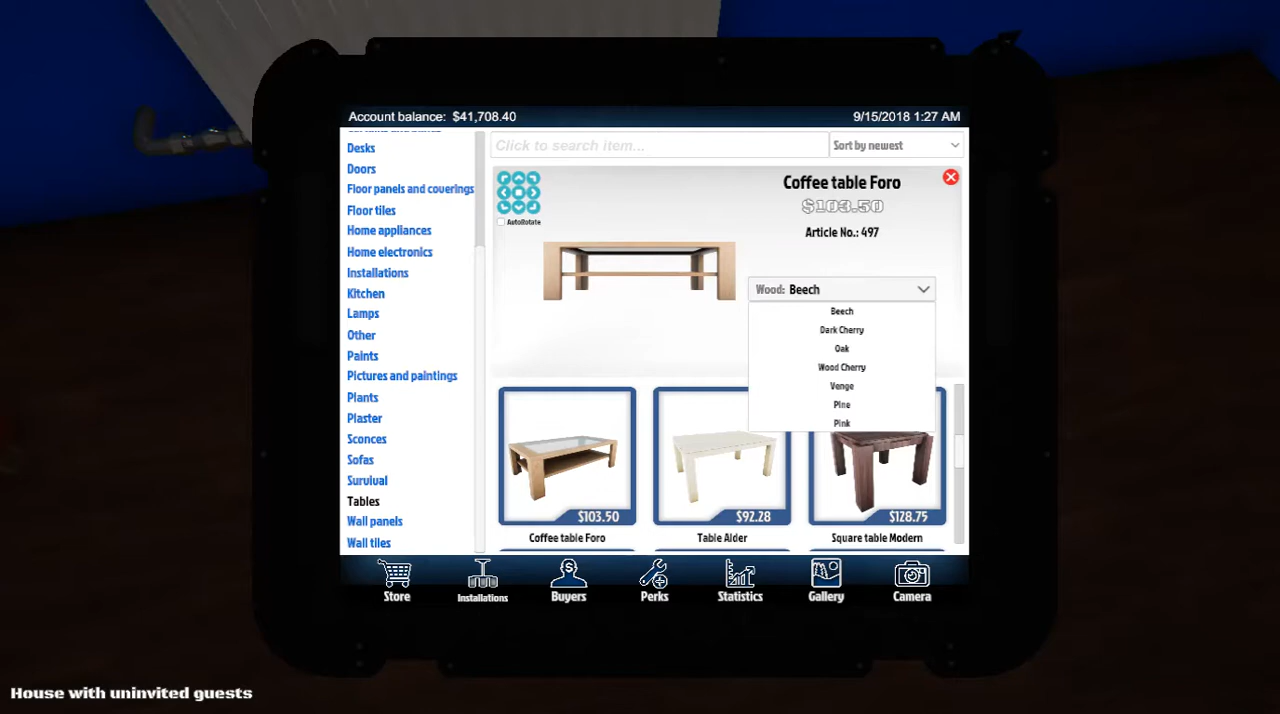 Account balance: $41,708.40
9/15/2018 1:27 AM
Desks
Doors
Floor panels and coverings
Floor tiles
Home appliances
Home electronics
Installations
Kitchen
Lamps
Other
Paints
Pictures and paintings
Plants
Plaster
Sconces
Sofas
Survival
Tables
Wall panels
Wall tiles
Click to search item...
Sort by newest
AutoRotate
Coffee table Foro
$103.50
Article No.: 497
Wood: Beech
Beech
Dark Cherry
Oak
Wood Cherry
Venge
Pine
Pink
$103.50
Coffee table Foro
$92.28
Table Alder
$128.75
Square table Modern
Store
Installations
Buyers
Perks
Statistics
Gallery
Camera
House with uninvited guests